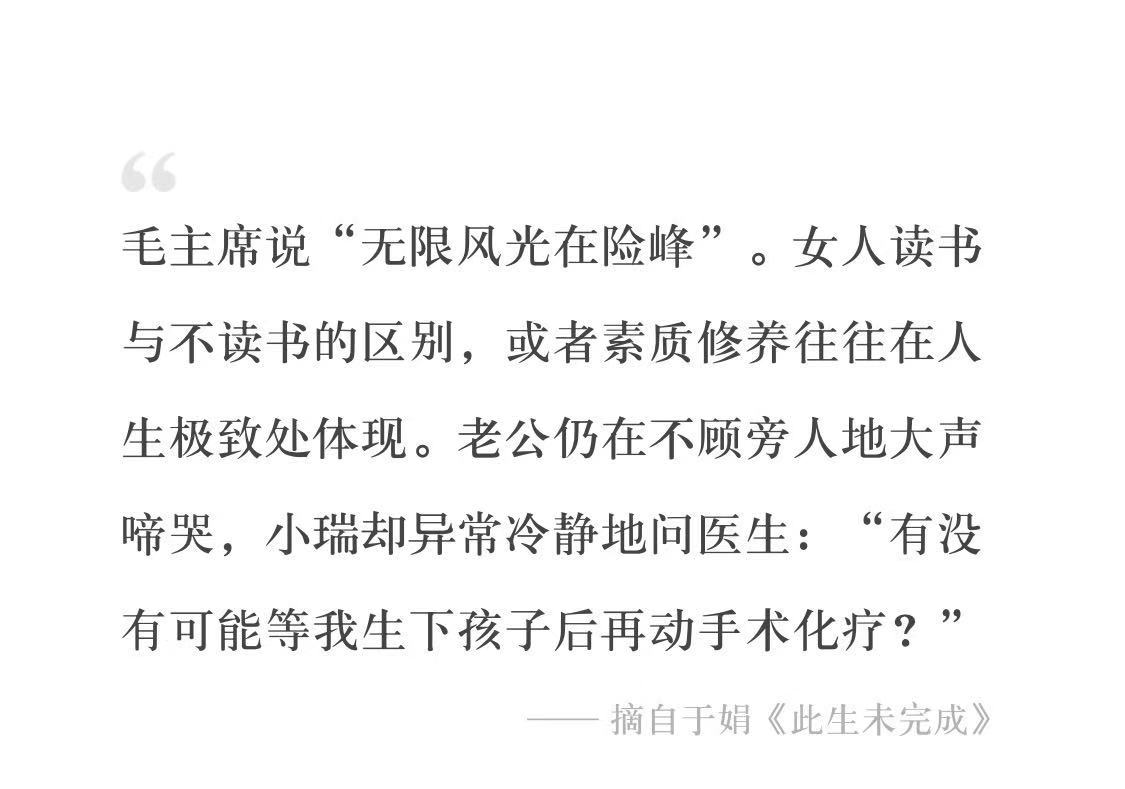 “
毛主席说“无限风光在险峰”。女人读书
与不读书的区别，或者素质修养往往在人
生极致处体现。老公仍在不顾旁人地大声
啼哭，小瑞却异常冷静地问医生：“有没
有可能等我生下孩子后再动手术化疗？”
—— 摘自于娟《此生未完成》